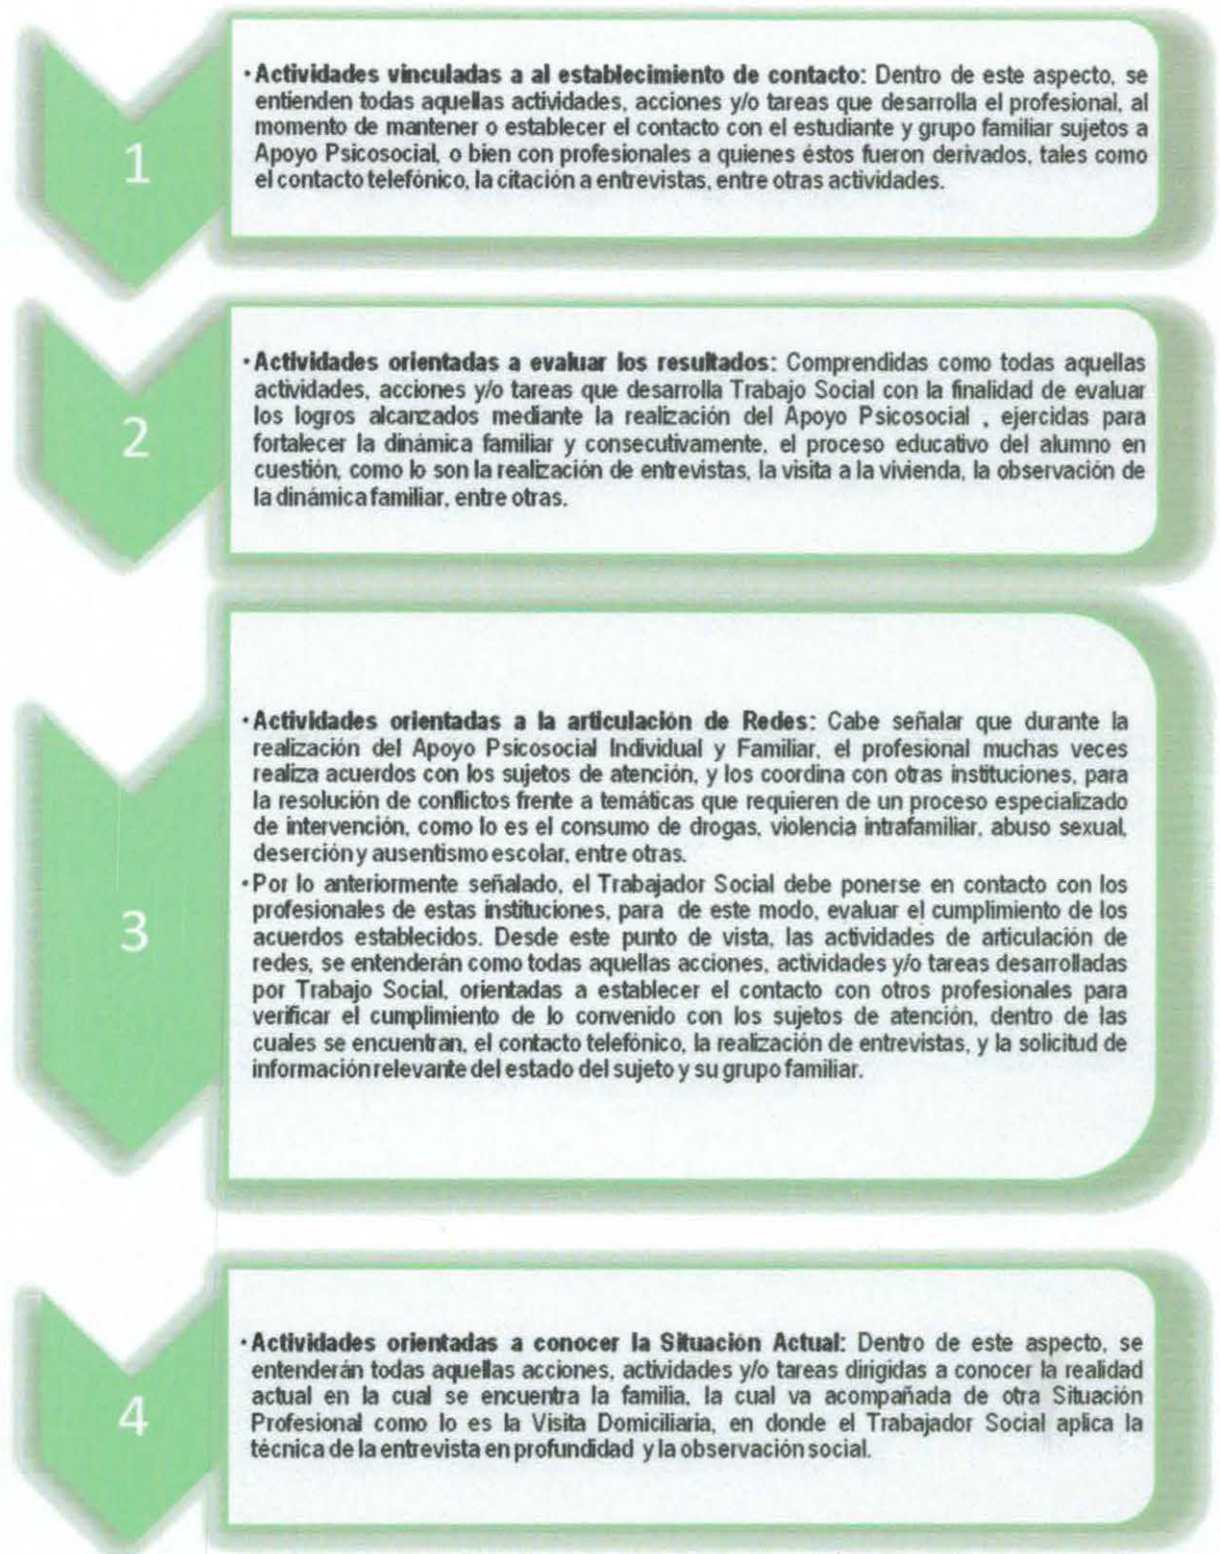 1
• Actividades vinculadas a al establecimiento de contacto: Dentro de este aspecto, se
entienden todas aquellas actividades, acciones y/o tareas que desarrolla el profesional, al
momento de mantener o establecer el contacto con el estudiante y grupo familiar sujetos a
Apoyo Psicosocial, o bien con profesionales a quienes éstos fueron derivados, tales como
el contacto telefónico, la citación a entrevistas, entre otras actividades.
2
• Actividades orientadas a evaluar los resultados: Comprendidas como todas aquellas
actividades, acciones y/o tareas que desarrolla Trabajo Social con la finalidad de evaluar
los logros alcanzados mediante la realización del Apoyo Psicosocial , ejercidas para
fortalecer la dinámica familiar y consecutivamente, el proceso educativo del alumno en
cuestión, como lo son la realización de entrevistas, la visita a la vivienda, la observación de
la dinámica familiar, entre otras.
3
• Actividades orientadas a la articulación de Redes: Cabe señalar que durante la
realización del Apoyo Psicosocial Individual y Familiar, el profesional muchas veces
realiza acuerdos con los sujetos de atención, y los coordina con otras instituciones, para
la resolución de conflictos frente a temáticas que requieren de un proceso especializado
de intervención, como lo es el consumo de drogas, violencia intrafamiliar, abuso sexual,
deserción y ausentismo escolar, entre otras.
• Por lo anteriormente señalado, el Trabajador Social debe ponerse en contacto con los
profesionales de estas instituciones, para de este modo, evaluar el cumplimiento de los
acuerdos establecidos. Desde este punto de vista, las actividades de articulación de
redes, se entenderán como todas aquellas acciones, actividades y/o tareas desarrolladas
por Trabajo Social, orientadas a establecer el contacto con otros profesionales para
verificar el cumplimiento de lo convenido con los sujetos de atención, dentro de las
cuales se encuentran, el contacto telefónico, la realización de entrevistas, y la solicitud de
información relevante del estado del sujeto y su grupo familiar.
4
• Actividades orientadas a conocer la Situación Actual: Dentro de este aspecto, se
entenderán todas aquellas acciones, actividades y/o tareas dirigidas a conocer la realidad
actual en la cual se encuentra la familia, la cual va acompañada de otra Situación
Profesional como lo es la Visita Domiciliaria, en donde el Trabajador Social aplica la
técnica de la entrevista en profundidad y la observación social.